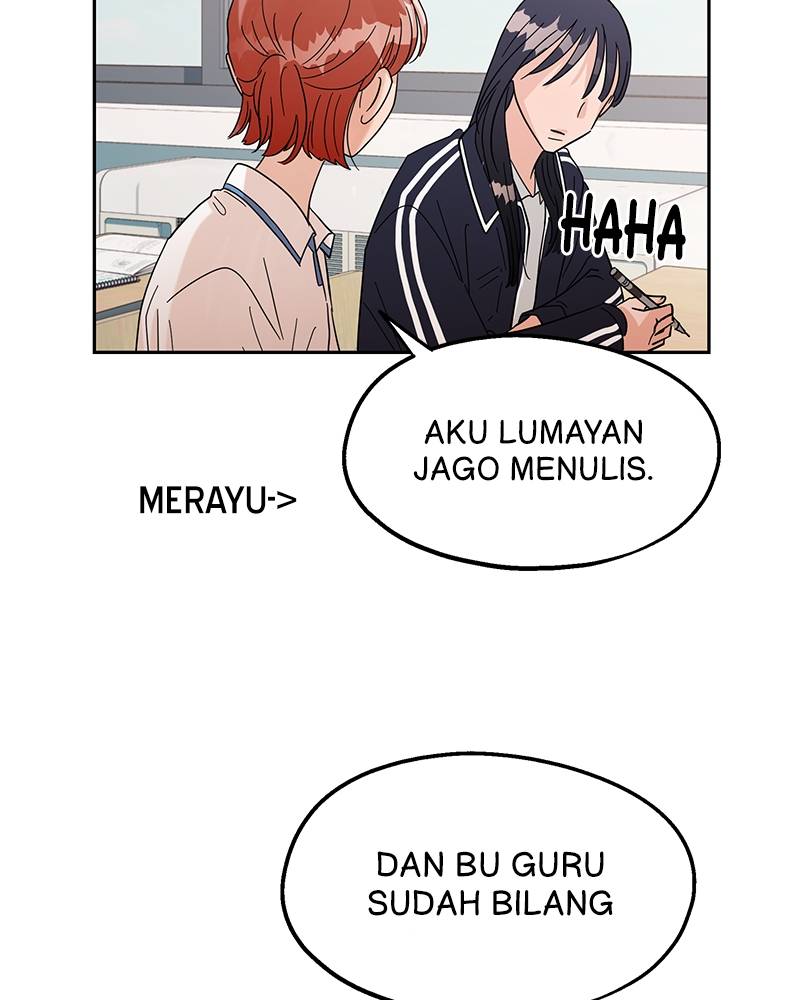 HAHA
AKU LUMAYAN
JAGO MENULIS.
MERAYU->
DAN BU GURU
SUDAH BILANG